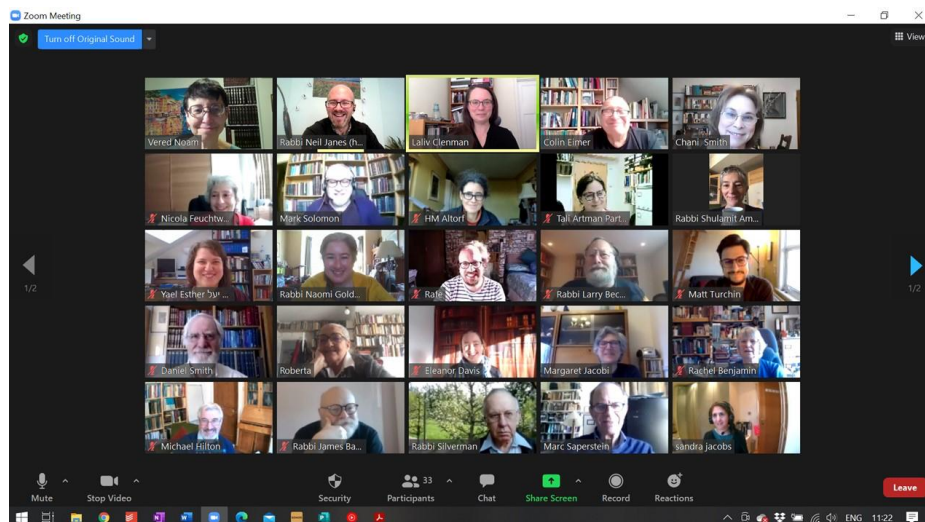 Zoom Meeting
Turn off Original Sound
View
Vered Noam
Rabbi Neil Janes (h...
Laliv Clenman
Colin Eimer
Chani Smith
Nicola Feuchtw...
Mark Solomon
HM Altorf
Tali Artman Part...
Rabbi Shulamit Am...
Yael Esther יעל ...
Rabbi Naomi Gold...
Rafe
Rabbi Larry Bec...
Matt Turchin
1/2
1/2
Daniel Smith
Roberta
Eleanor Davis
Margaret Jacobi
Rachel Benjamin
Michael Hilton
Rabbi James Ba...
Rabbi Silverman
Marc Saperstein
sandra jacobs
33
Mute
Stop Video
Security
Participants
Chat
Share Screen
Record
Reactions
Leave
ENG
11:22